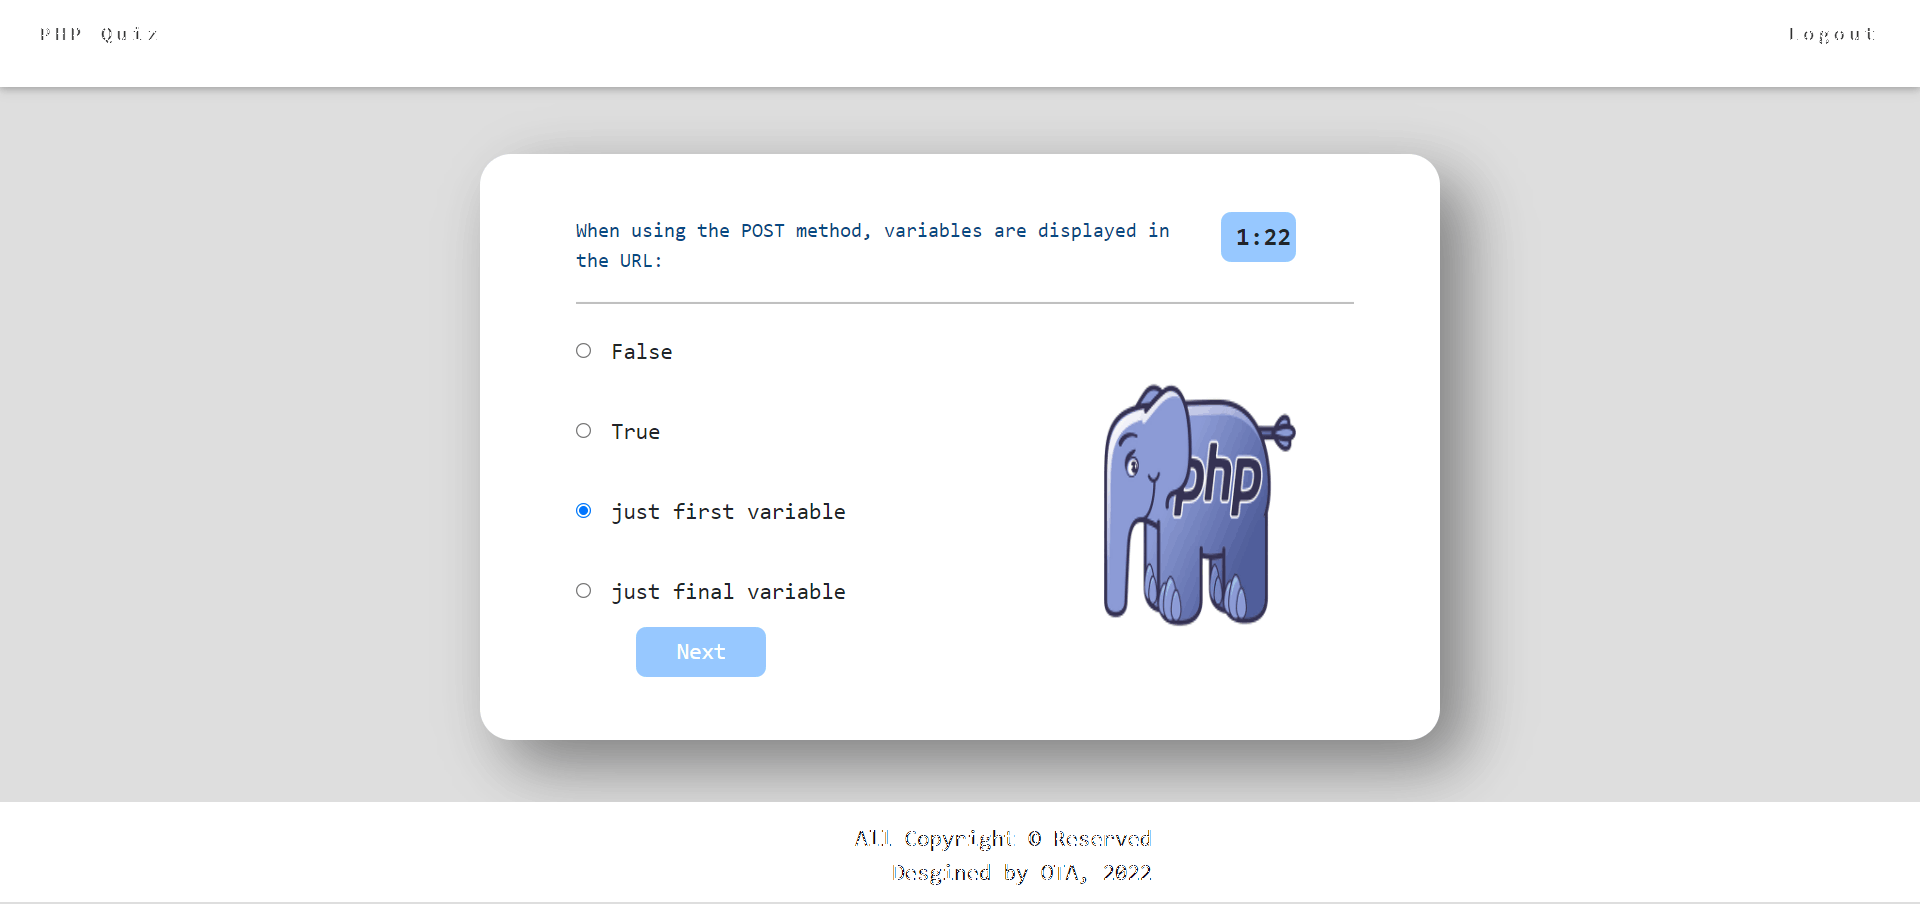 PHP Quiz
Logout
When using the POST method, variables are displayed in
the URL:
1:22
False
True
just first variable
just final variable
php
Next
All Copyright © Reserved
Desgined by OTA, 2022